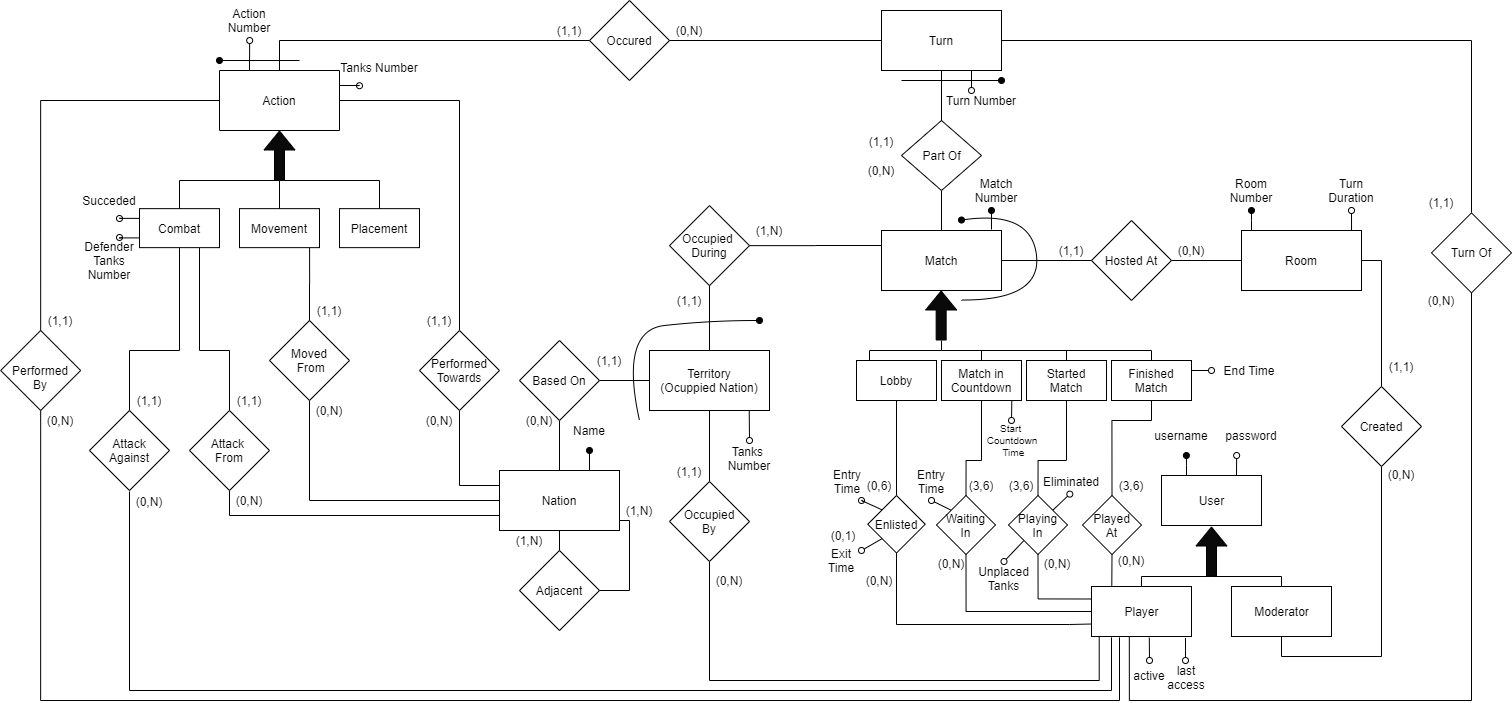 Action
Number
(1,1)
Occured
(0,N)
Turn
Tanks Number
Action
Turn Number
(1,1)
Part Of
(0,N)
Succeded
Combat
Movement
Placement
Defender
Tanks
Number
Match
Number
Room
Number
Turn
Duration
(1,1)
Occupied
During
(1,N)
Match
(1,1)
Hosted At
(0,N)
Room
Turn Of
(0,N)
(1,1)
(1,1)
(1,1)
(1,1)
Performed
By
Moved
From
Performed
Towards
Based On
(1,1)
Territory
(Ocuppied Nation)
Lobby
Match in
Countdown
Started
Match
Finished
Match
End Time
(1,1)
(0,N)
(0,N)
(0,N)
(0,N)
(1,1)
(1,1)
Name
Start
Countdown
Time
Created
username
password
Attack
Against
Attack
From
Tanks
Number
(1,1)
(0,N)
(0,N)
(0,N)
Nation
(1,N)
(1,N)
Occupied
By
Entry
Time
(0,6)
Entry
Time
(3,6)
(3,6)
Eliminated
(3,6)
User
Enlisted
Waiting
In
Playing
In
Played
At
(0,1)
Exit
Time
(0,N)
(0,N)
Unplaced
Tanks
(0,N)
(0,N)
Adjacent
(0,N)
Player
Moderator
active
last
access